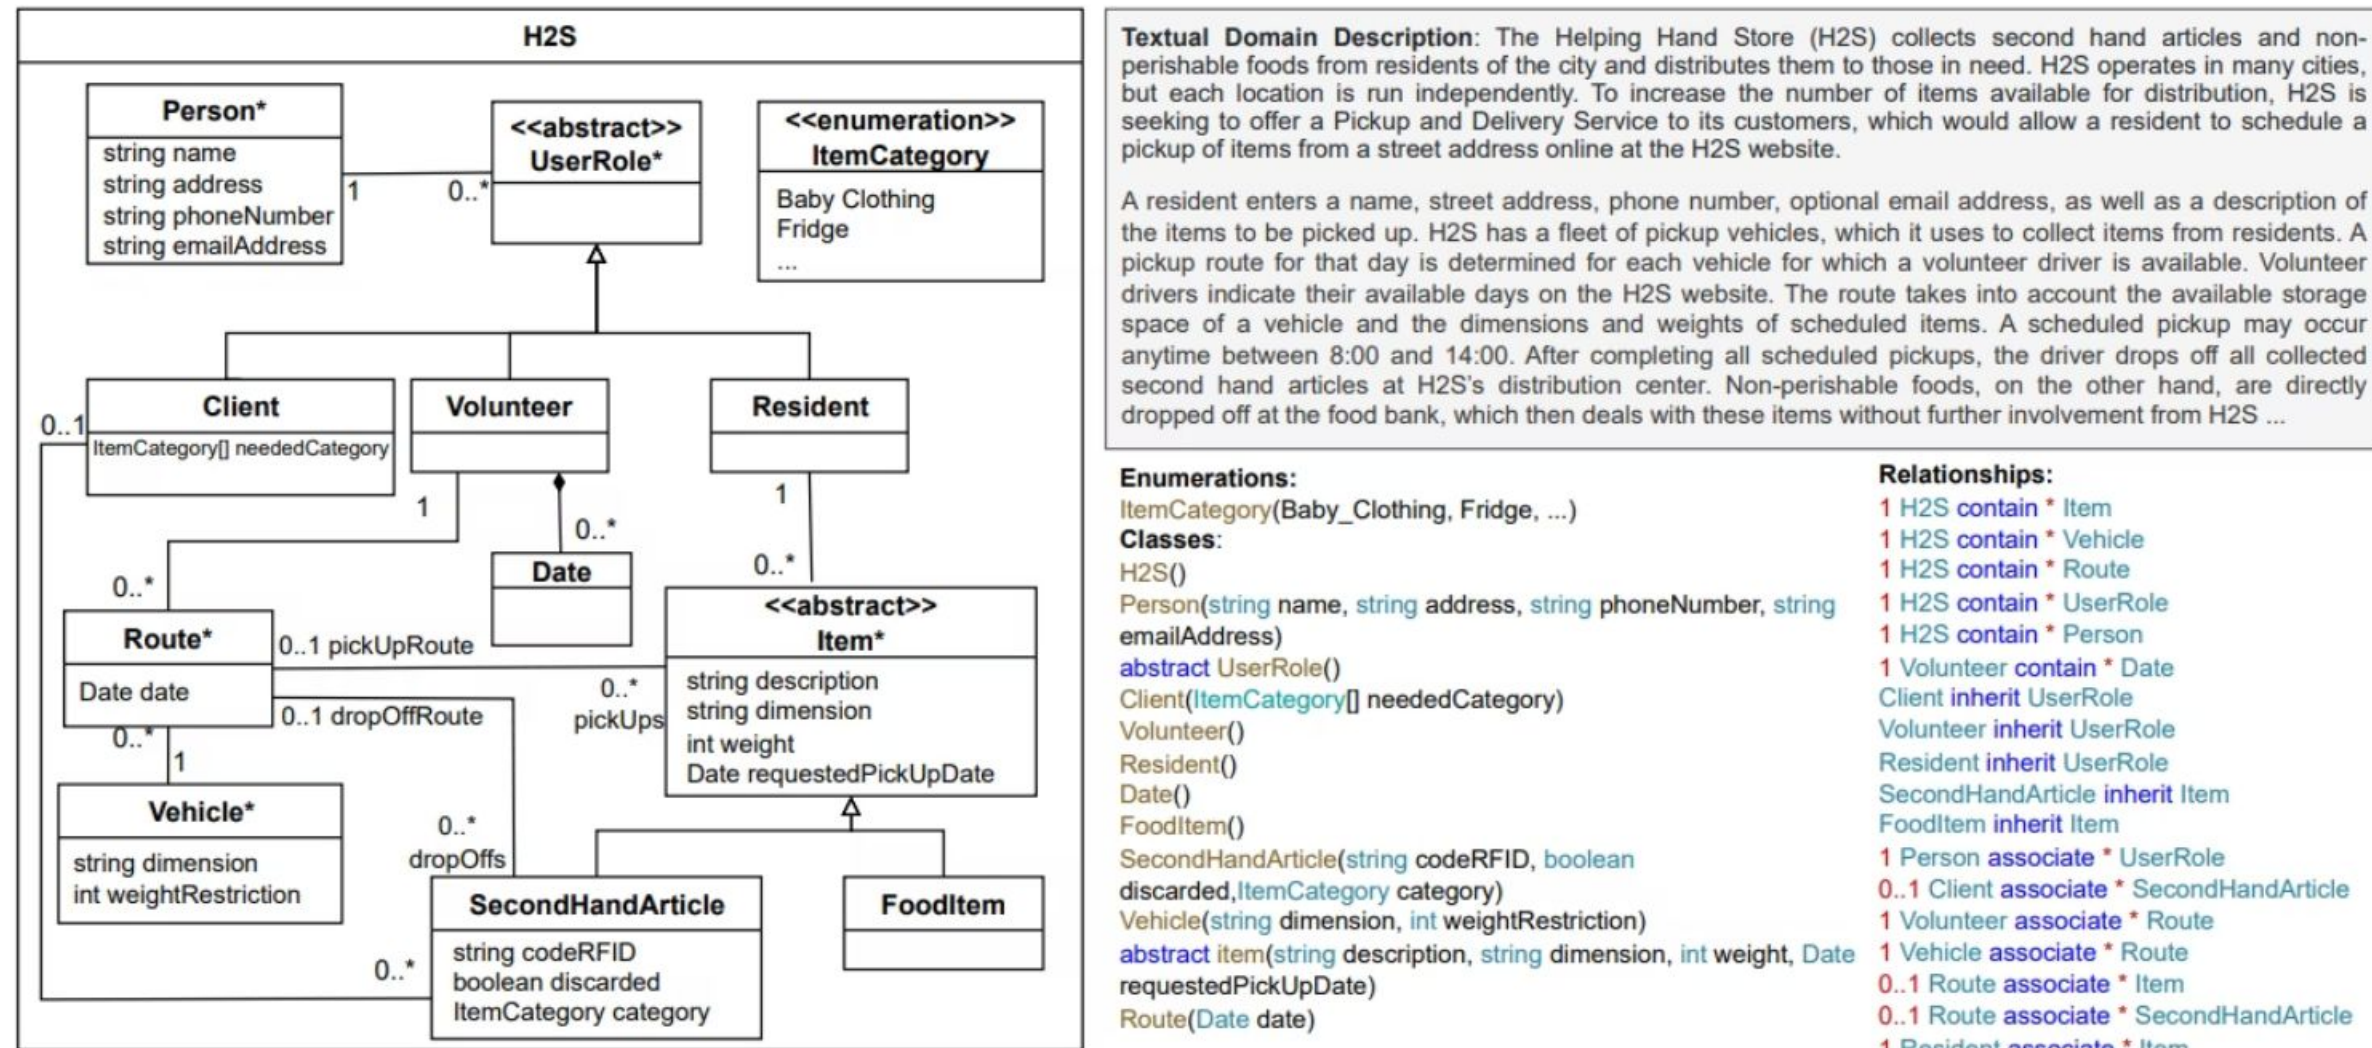 H2S
Person*
string name
string address
string phoneNumber
string emailAddress
1
0..*
<<abstract>>
UserRole*
<<enumeration>>
ItemCategory
Baby Clothing
Fridge
...
Client
ItemCategory[] neededCategory
0..1
Volunteer
Resident
1
0..*
1
0..*
Date
1
0..*
Route*
Date date
0..1 pickUpRoute
0..*
pickUps
0..1 dropOffRoute
0..*
dropOffs
<<abstract>>
Item*
string description
string dimension
int weight
Date requestedPickUpDate
0..*
1
Vehicle*
string dimension
int weightRestriction
SecondHandArticle
string codeRFID
boolean discarded
ItemCategory category
0..*
FoodItem
Textual Domain Description: The Helping Hand Store (H2S) collects second hand articles and non-
perishable foods from residents of the city and distributes them to those in need. H2S operates in many cities,
but each location is run independently. To increase the number of items available for distribution, H2S is
seeking to offer a Pickup and Delivery Service to its customers, which would allow a resident to schedule a
pickup of items from a street address online at the H2S website.
A resident enters a name, street address, phone number, optional email address, as well as a description of
the items to be picked up. H2S has a fleet of pickup vehicles, which it uses to collect items from residents. A
pickup route for that day is determined for each vehicle for which a volunteer driver is available. Volunteer
drivers indicate their available days on the H2S website. The route takes into account the available storage
space of a vehicle and the dimensions and weights of scheduled items. A scheduled pickup may occur
anytime between 8:00 and 14:00. After completing all scheduled pickups, the driver drops off all collected
second hand articles at H2S's distribution center. Non-perishable foods, on the other hand, are directly
dropped off at the food bank, which then deals with these items without further involvement from H2S ...
Enumerations:
ItemCategory(Baby_Clothing, Fridge, ...)
Classes:
H2S()
Person(string name, string address, string phoneNumber, string
emailAddress)
abstract UserRole()
Client(ItemCategory[] neededCategory)
Volunteer()
Resident()
Date()
FoodItem()
SecondHandArticle(string codeRFID, boolean
discarded,ItemCategory category)
Vehicle(string dimension, int weightRestriction)
abstract item(string description, string dimension, int weight, Date
requestedPickUpDate)
Route(Date date)
Relationships:
1 H2S contain * Item
1 H2S contain * Vehicle
1 H2S contain * Route
1 H2S contain * UserRole
1 H2S contain * Person
1 Volunteer contain * Date
Client inherit UserRole
Volunteer inherit UserRole
Resident inherit UserRole
SecondHandArticle inherit Item
FoodItem inherit Item
1 Person associate * UserRole
0..1 Client associate * SecondHandArticle
1 Volunteer associate * Route
1 Vehicle associate * Route
0..1 Route associate * Item
0..1 Route associate * SecondHandArticle
1 Resident associate * Item